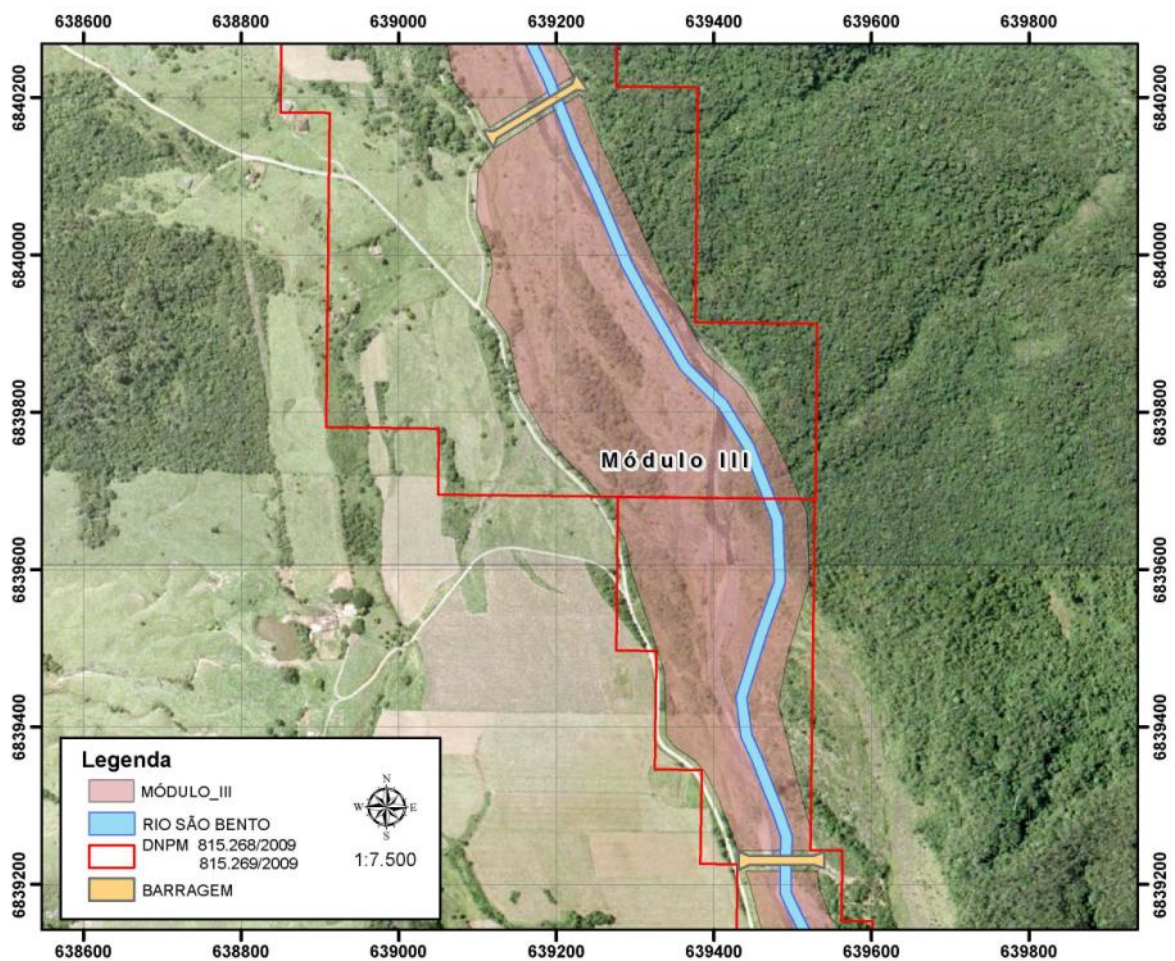 638600 638800 639000 639200 639400 639600 639800
6840200 6840200
6840000 6840000
6839800 6839800
Módulo III
6839600 6839600
6839400 6839400
Legenda
MÓDULO_III
N
W E
S
RIO SÃO BENTO
DNPM 815.268/2009
815.269/2009
1:7.500
BARRAGEM
6839200 6839200
638600 638800 639000 639200 639400 639600 639800